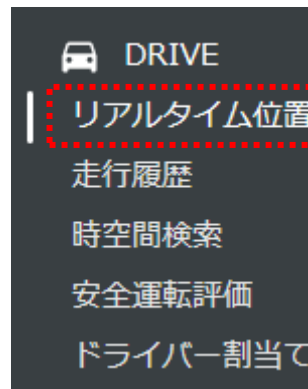 DRIVE
リアルタイム位置
走行履歴
時空間検索
安全運転評価
ドライバー割当て